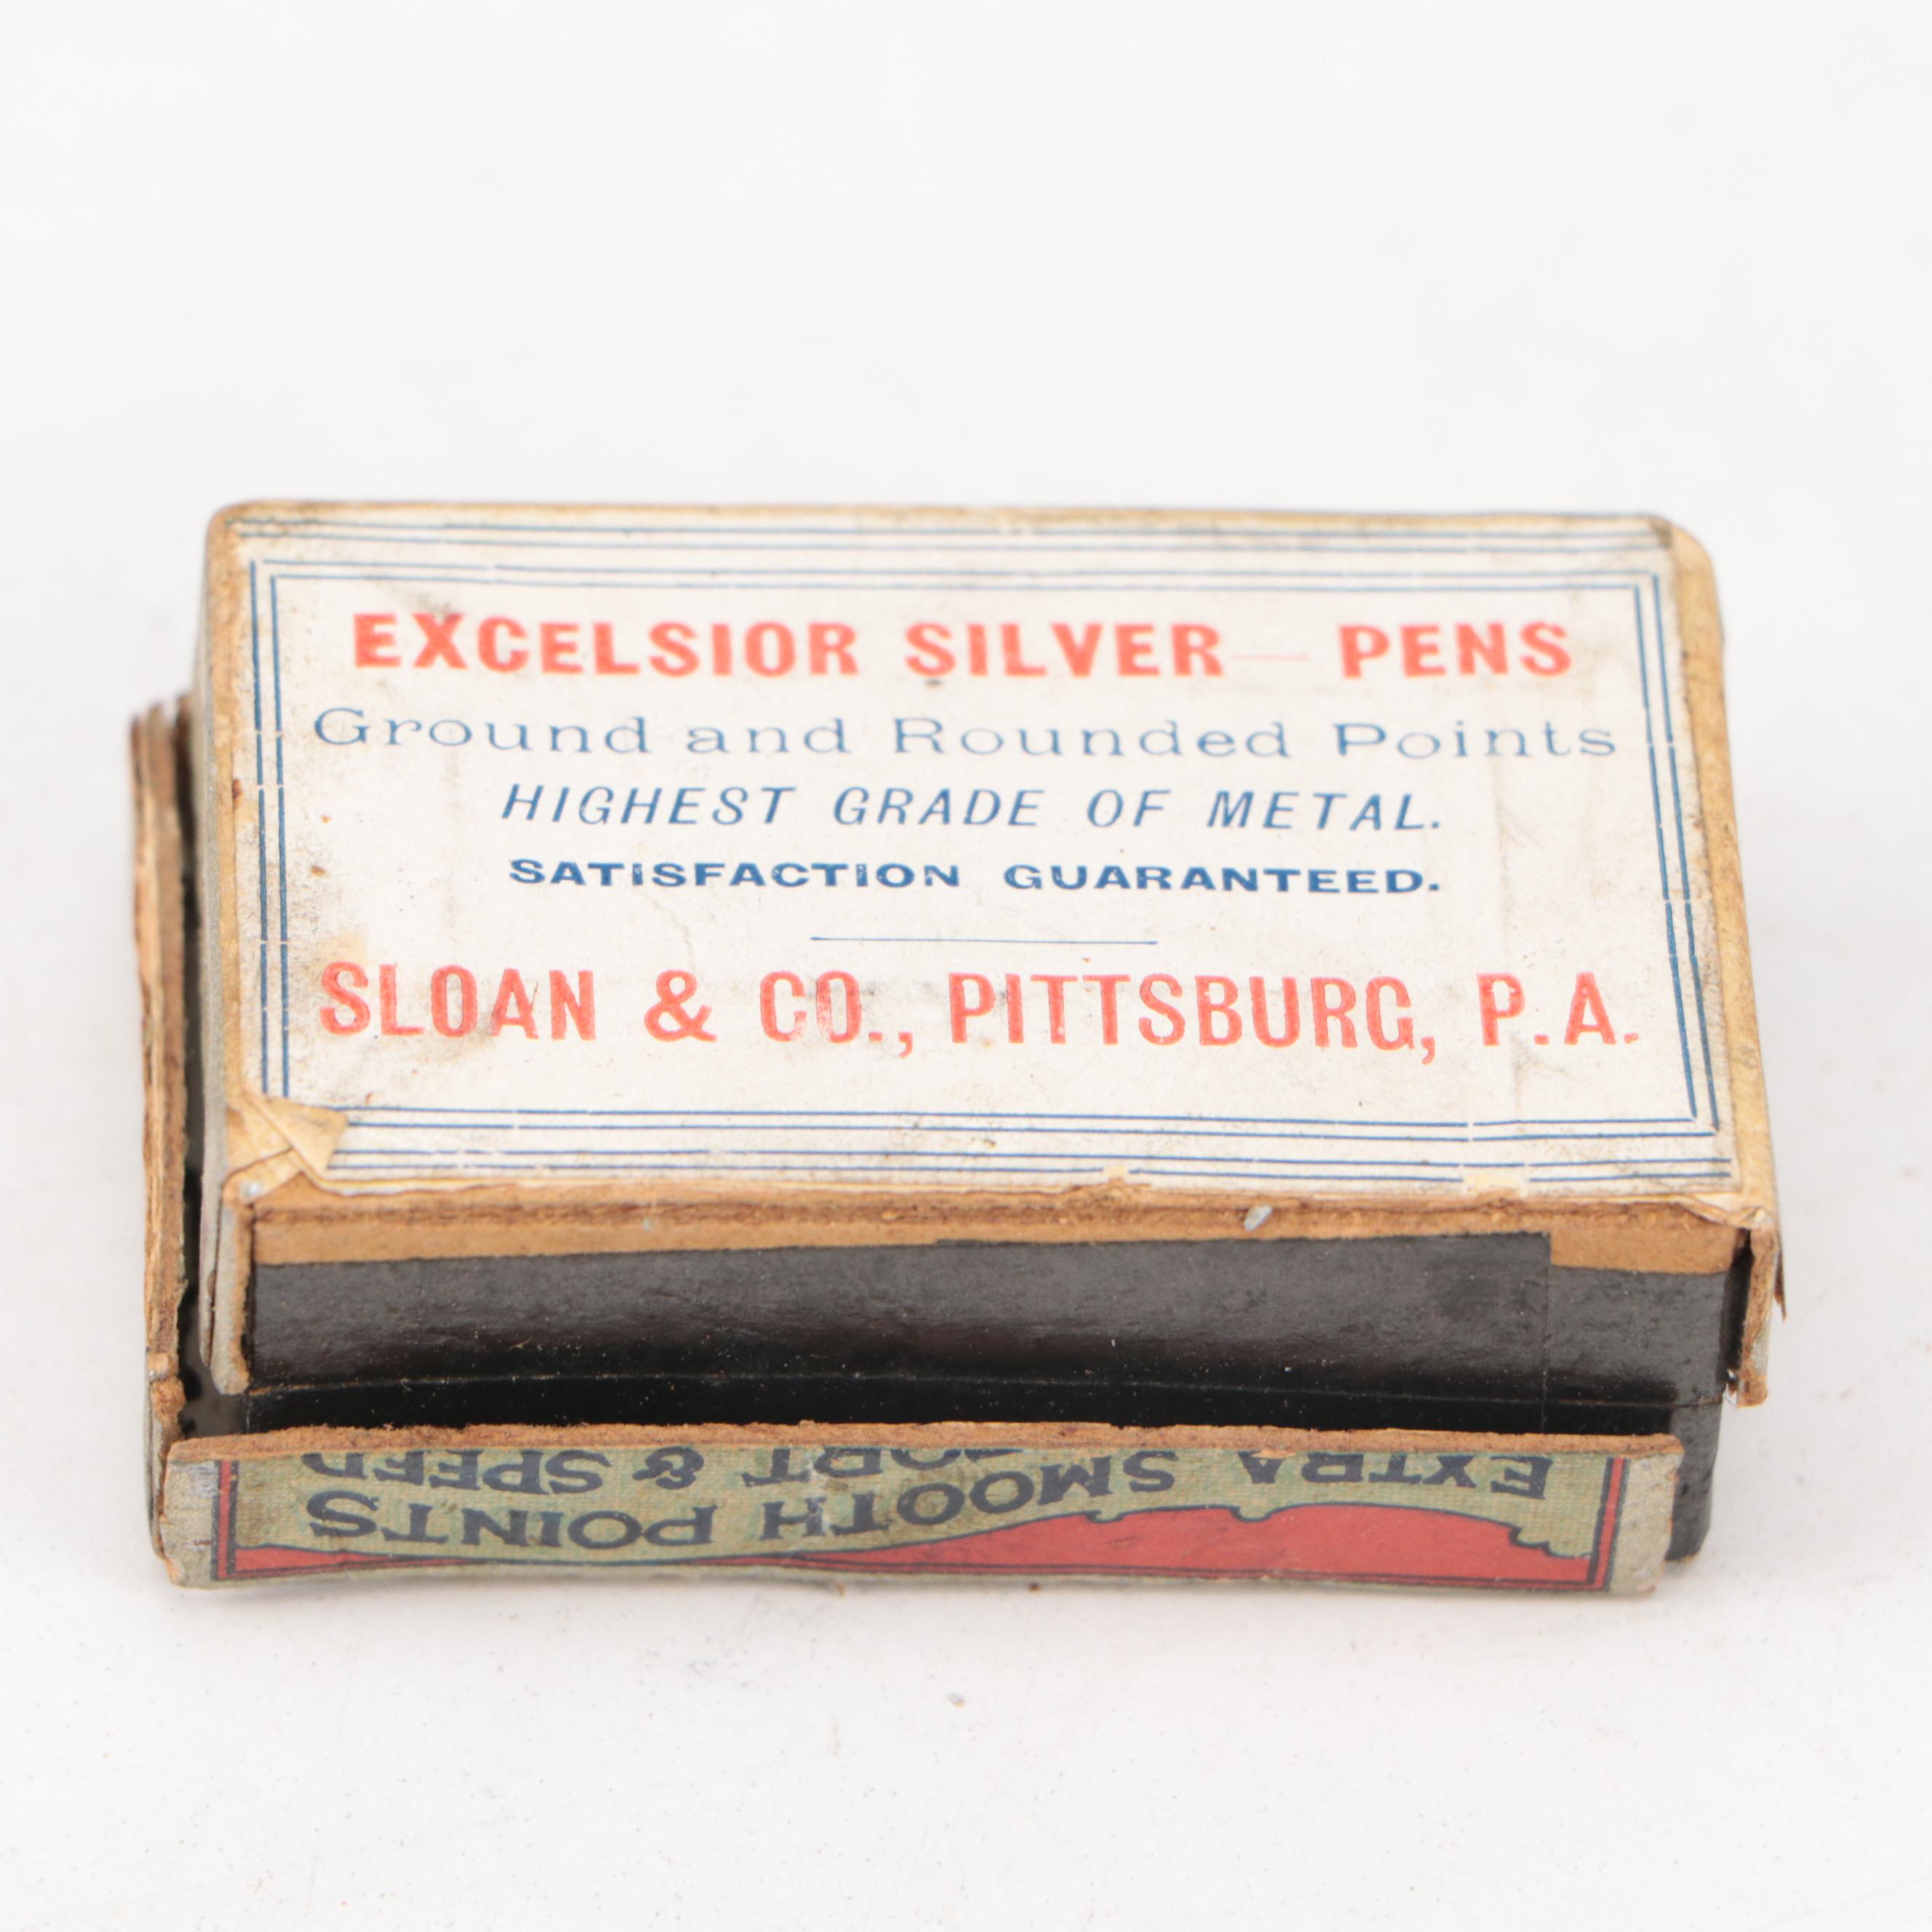 EXCELSIOR SILVER — PENS
Ground and Rounded Points
HIGHEST GRADE OF METAL.
SATISFACTION GUARANTEED.
SLOAN & CO., PITTSBURG, P.A.
SMOOTH POINTS
EXTRA & SPEED